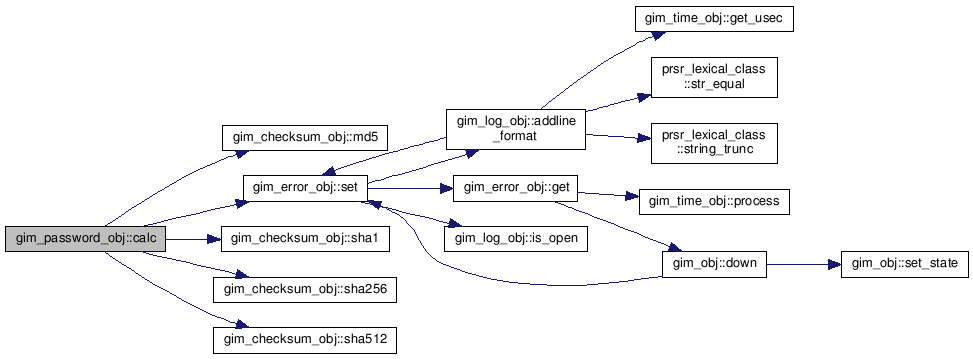 gim_time_obj::get_usec
prsr_lexical_class
::str_equal
gim_log_obj::addline
_format
prsr_lexical_class
::string_trunc
gim_checksum_obj::md5
gim_error_obj::set
gim_error_obj::get
gim_time_obj::process
gim_password_obj::calc
gim_checksum_obj::sha1
gim_log_obj::is_open
gim_obj::down
gim_obj::set_state
gim_checksum_obj::sha256
gim_checksum_obj::sha512